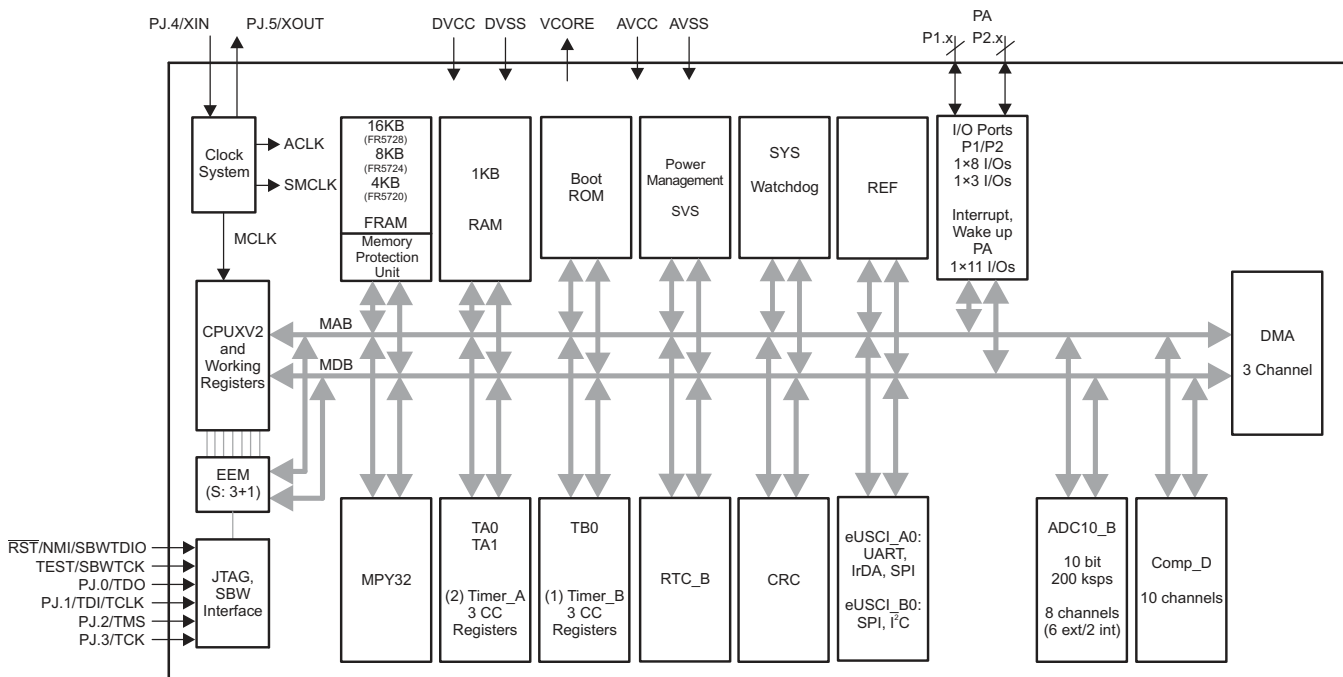 PJ.4/XIN
PJ.5/XOUT
DVCC
DVSS
VCORE
AVCC
AVSS
PA
P1.x
P2.x
Clock
System
ACLK
SMCLK
MCLK
16KB
(FR5728)
8KB
(FR5724)
4KB
(FR5720)
FRAM
Memory
Protection
Unit
1KB
RAM
Boot
ROM
Power
Management
SVS
SYS
Watchdog
REF
I/O Ports
P1/P2
1×8 I/Os
1×3 I/Os
Interrupt,
Wake up
PA
1×11 I/Os
CPUXV2
and
Working
Registers
MAB
MDB
DMA
3 Channel
EEM
(S: 3+1)
RST/NMI/SBWTDIO
TEST/SBWTCK
PJ.0/TDO
PJ.1/TDI/TCLK
PJ.2/TMS
PJ.3/TCK
JTAG,
SBW
Interface
MPY32
TA0
TA1
(2) Timer_A
3 CC
Registers
TB0
(1) Timer_B
3 CC
Registers
RTC_B
CRC
eUSCI_A0:
UART,
IrDA, SPI
eUSCI_B0:
SPI, I²C
ADC10_B
10 bit
200 ksps
8 channels
(6 ext/2 int)
Comp_D
10 channels